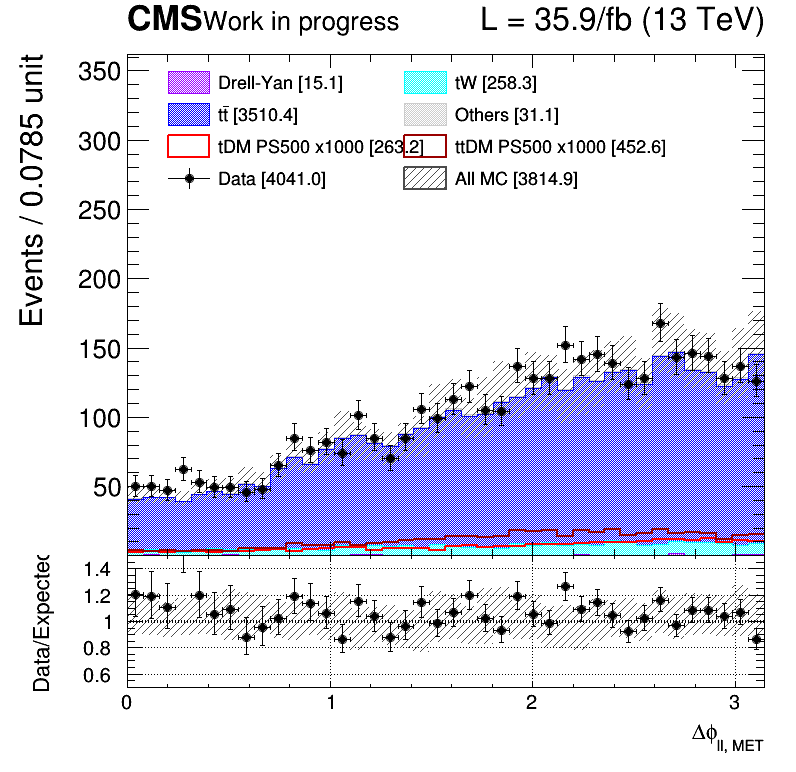 CMS Work in progress L = 35.9/fb (13 TeV)
Events / 0.0785 unit
350
300
250
200
150
100
50
Drell-Yan [15.1] tW [258.3]
tt̄ [3510.4] Others [31.1]
tDM PS500 x1000 [263.2] ttDM PS500 x1000 [452.6]
Data [4041.0] All MC [3814.9]
Data/Expected
1.4
1.2
1
0.8
0.6
0 1 2 3
Δϕll, MET